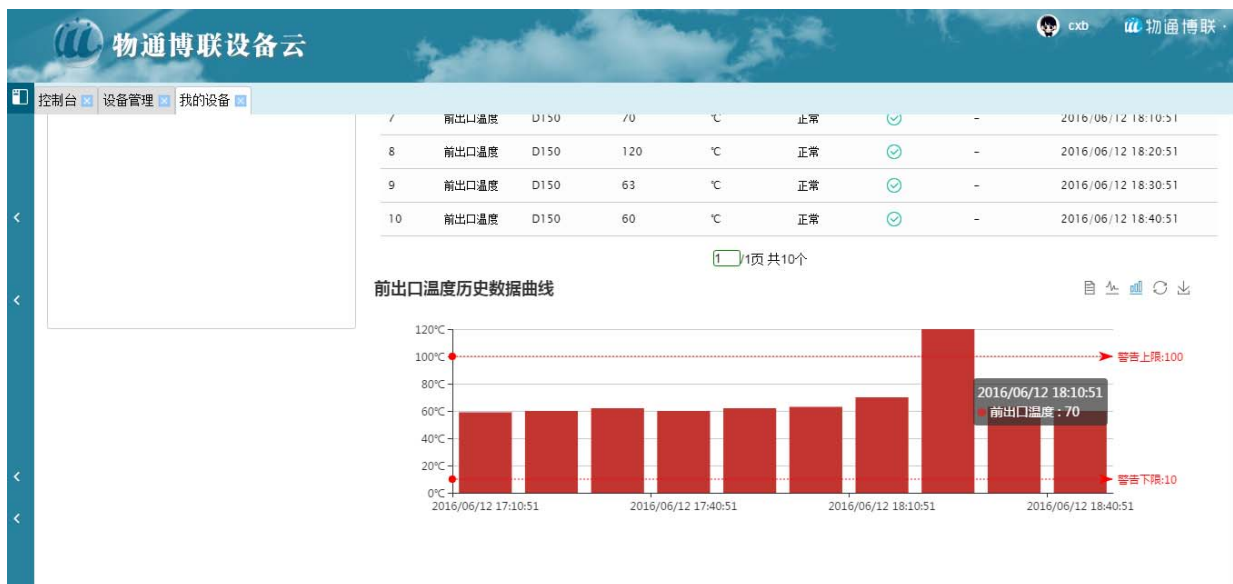 物通博联设备云
cxb
物通博联
控制台 设备管理 我的设备
7 前出口温度 D150 70 ℃ 正常 - 2016/06/12 18:10:51
8 前出口温度 D150 120 ℃ 正常 - 2016/06/12 18:20:51
9 前出口温度 D150 63 ℃ 正常 - 2016/06/12 18:30:51
10 前出口温度 D150 60 ℃ 正常 - 2016/06/12 18:40:51
1 /1页 共10个
前出口温度历史数据曲线
120℃
100℃
警告上限:100
80℃
2016/06/12 18:10:51
前出口温度 : 70
60℃
40℃
20℃
警告下限:10
0℃
2016/06/12 17:10:51 2016/06/12 17:40:51 2016/06/12 18:10:51 2016/06/12 18:40:51